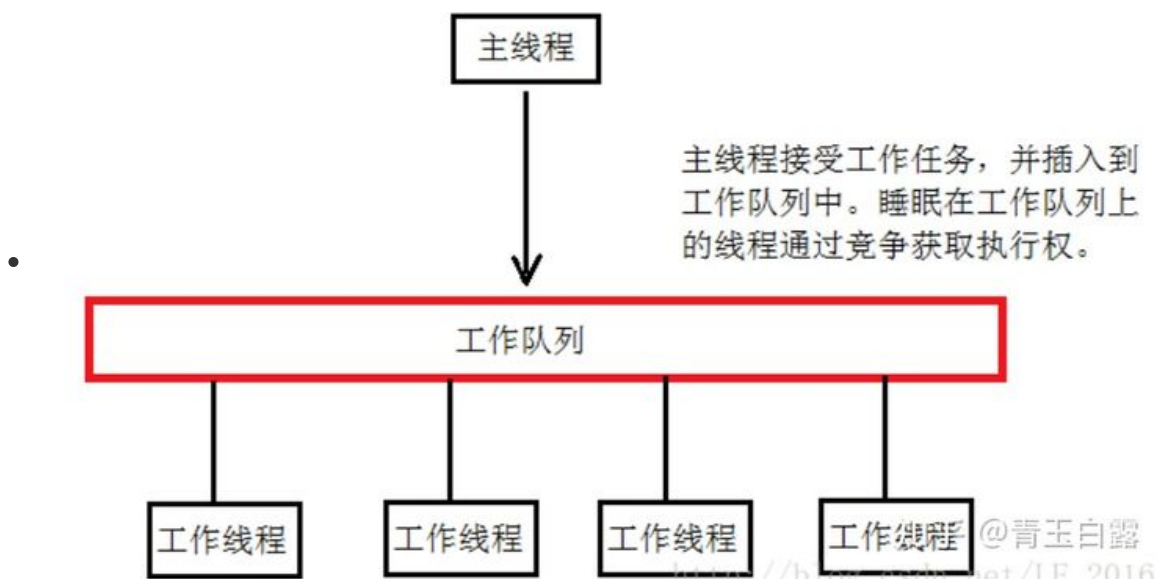 主线程
主线程接受工作任务，并插入到
工作队列中。睡眠在工作队列上
的线程通过竞争获取执行权。
工作队列
工作线程
工作线程
工作线程
工作线程
@青玉白露